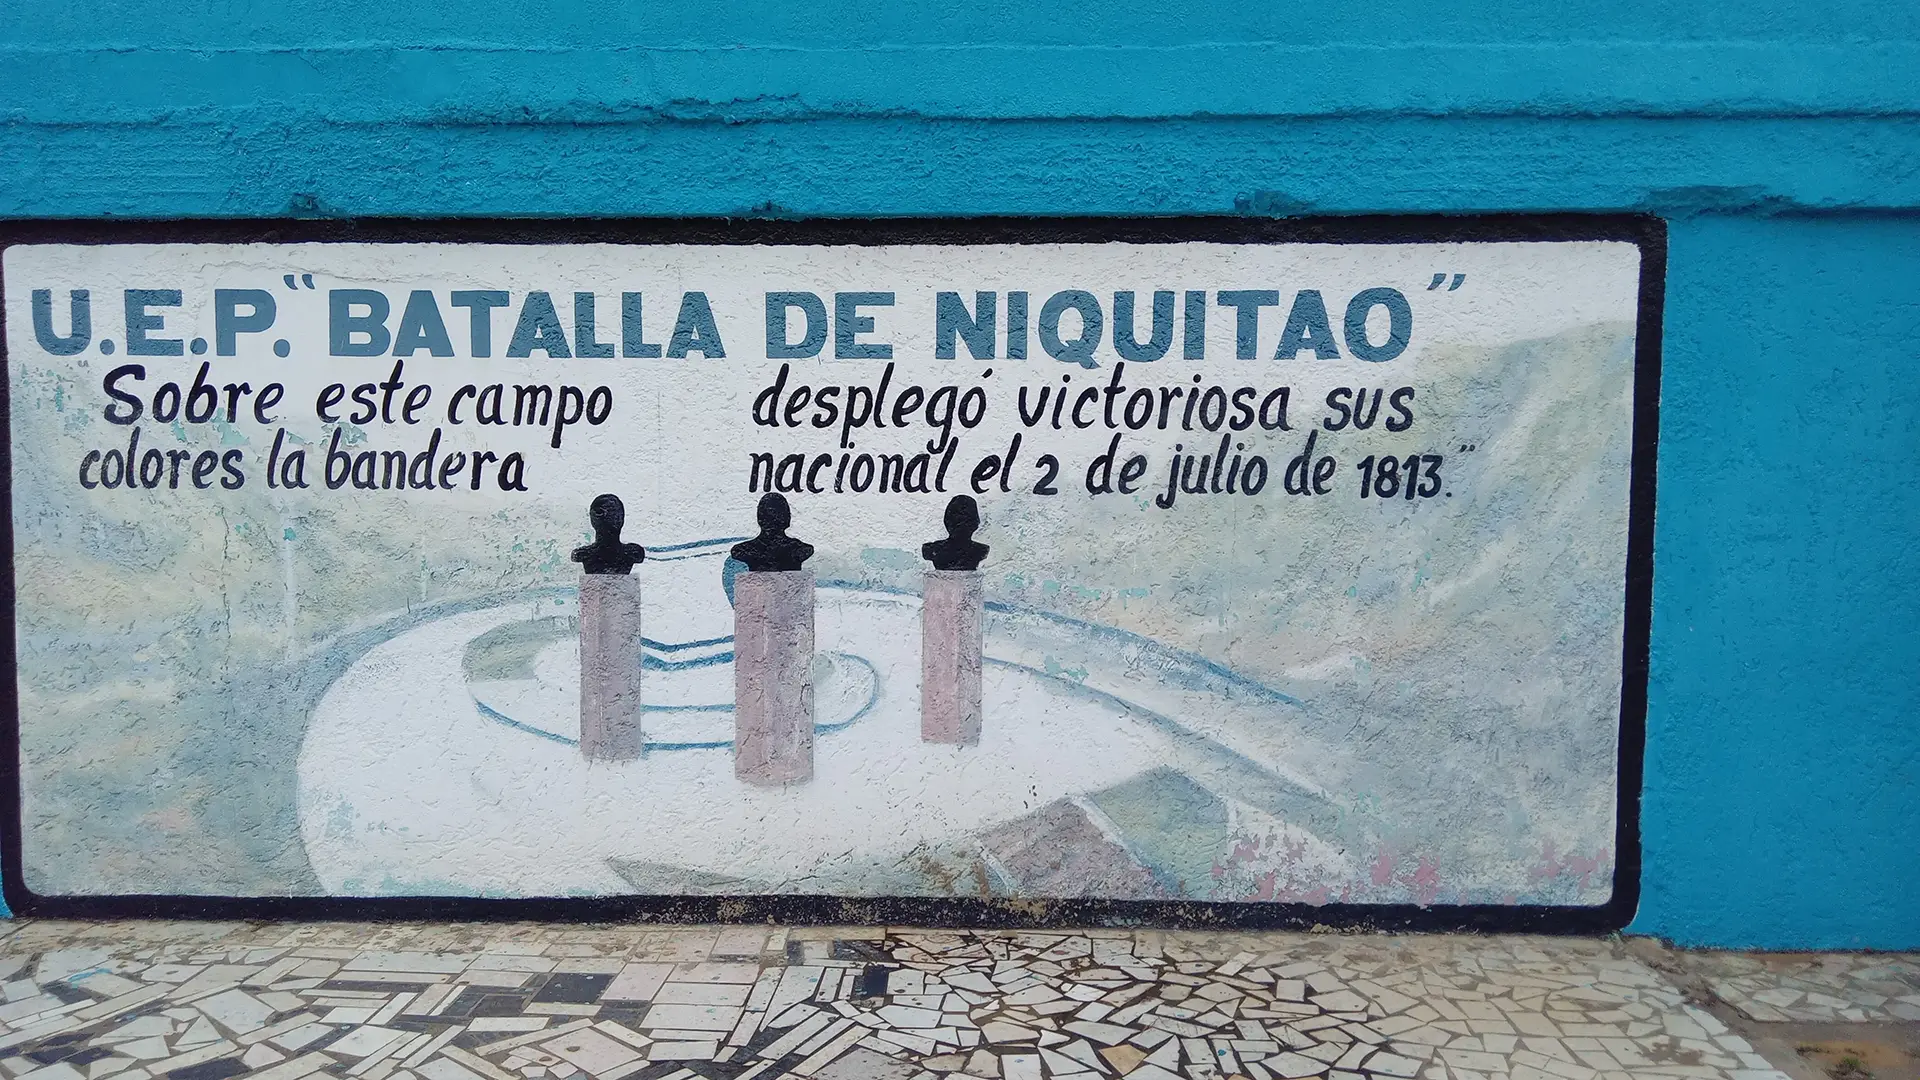 U.E.P. "BATALLA DE NIQUITAO"
"Sobre este campo desplegó victoriosa sus
colores la bandera nacional el 2 de julio de 1813."